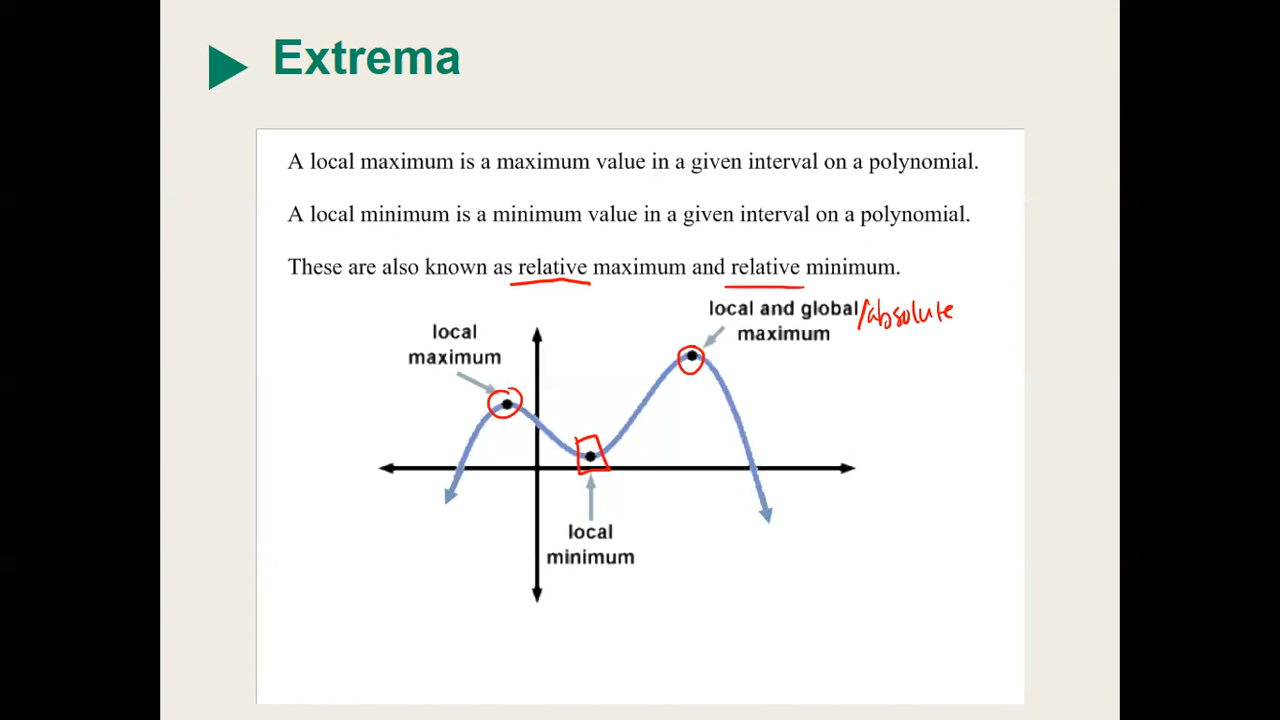 Extrema
A local maximum is a maximum value in a given interval on a polynomial.
A local minimum is a minimum value in a given interval on a polynomial.
These are also known as relative maximum and relative minimum.
local and global/absolute
maximum
local
maximum
local
minimum